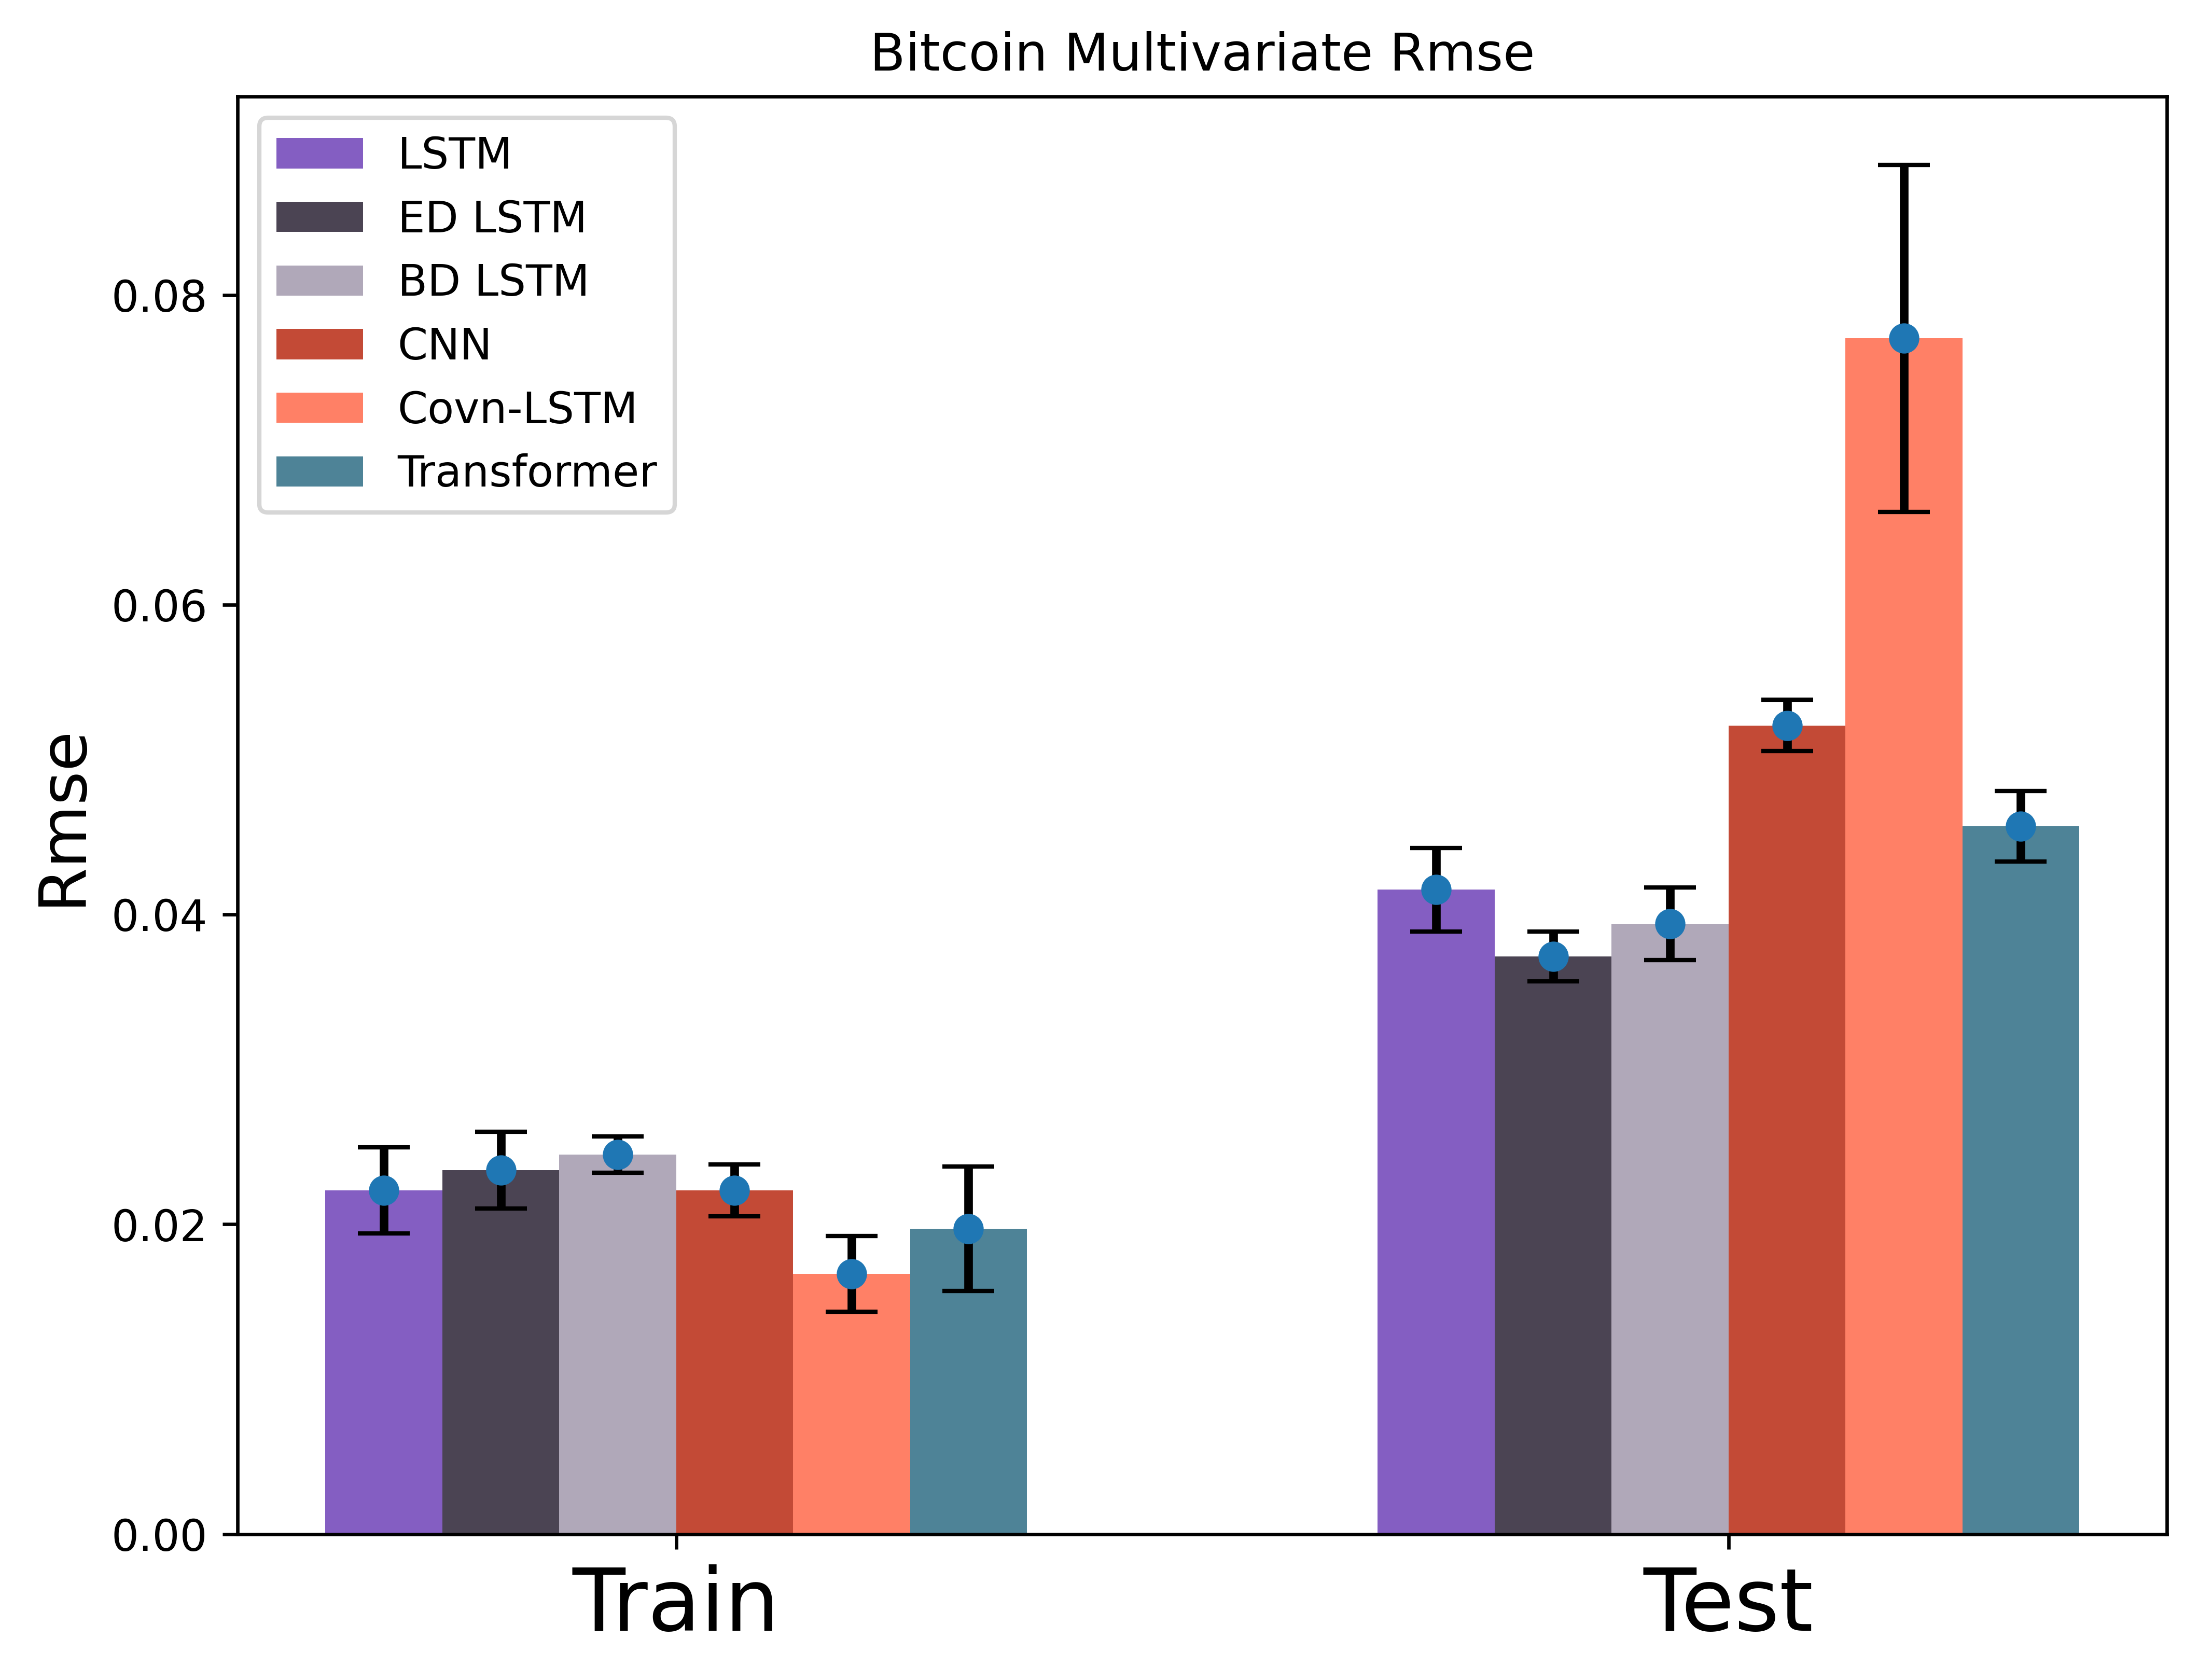 Bitcoin Multivariate Rmse
LSTM
ED LSTM
BD LSTM
CNN
Covn-LSTM
Transformer
0.08
0.06
0.04
0.02
0.00
Rmse
Train
Test